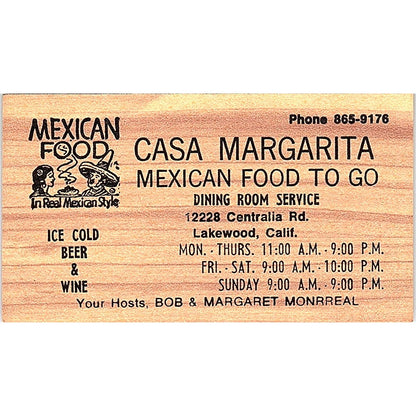 Phone 865-9176
MEXICAN
FOOD
In Real Mexican Style
CASA MARGARITA
MEXICAN FOOD TO GO
DINING ROOM SERVICE
12228 Centralia Rd.
Lakewood, Calif.
ICE COLD
BEER
&
WINE
MON. - THURS. 11:00 A.M. - 9:00 P.M.
FRI. - SAT. 9:00 A.M. - 10:00 P.M.
SUNDAY 9:00 A.M. - 9:00 P.M.
Your Hosts, BOB & MARGARET MONRREAL